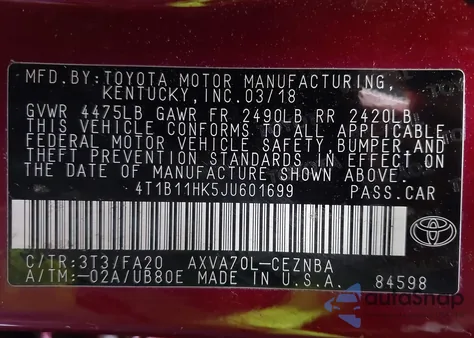 MFD.BY:TOYOTA MOTOR MANUFACTURING,
KENTUCKY,INC.03/18
GVWR 4475LB GAWR FR 2490LB RR 2420LB
THIS VEHICLE CONFORMS TO ALL APPLICABLE
FEDERAL MOTOR VEHICLE SAFETY,BUMPER,AND
THEFT PREVENTION STANDARDS IN EFFECT ON
THE DATE OF MANUFACTURE SHOWN ABOVE.
4T1B11HK5JU601699 PASS.CAR
C/TR:3T3/FA20 AXVA70L-CEZNBA
A/TM:-02A/UB80E MADE IN U.S.A. 84598
TOYOTA
autosnap